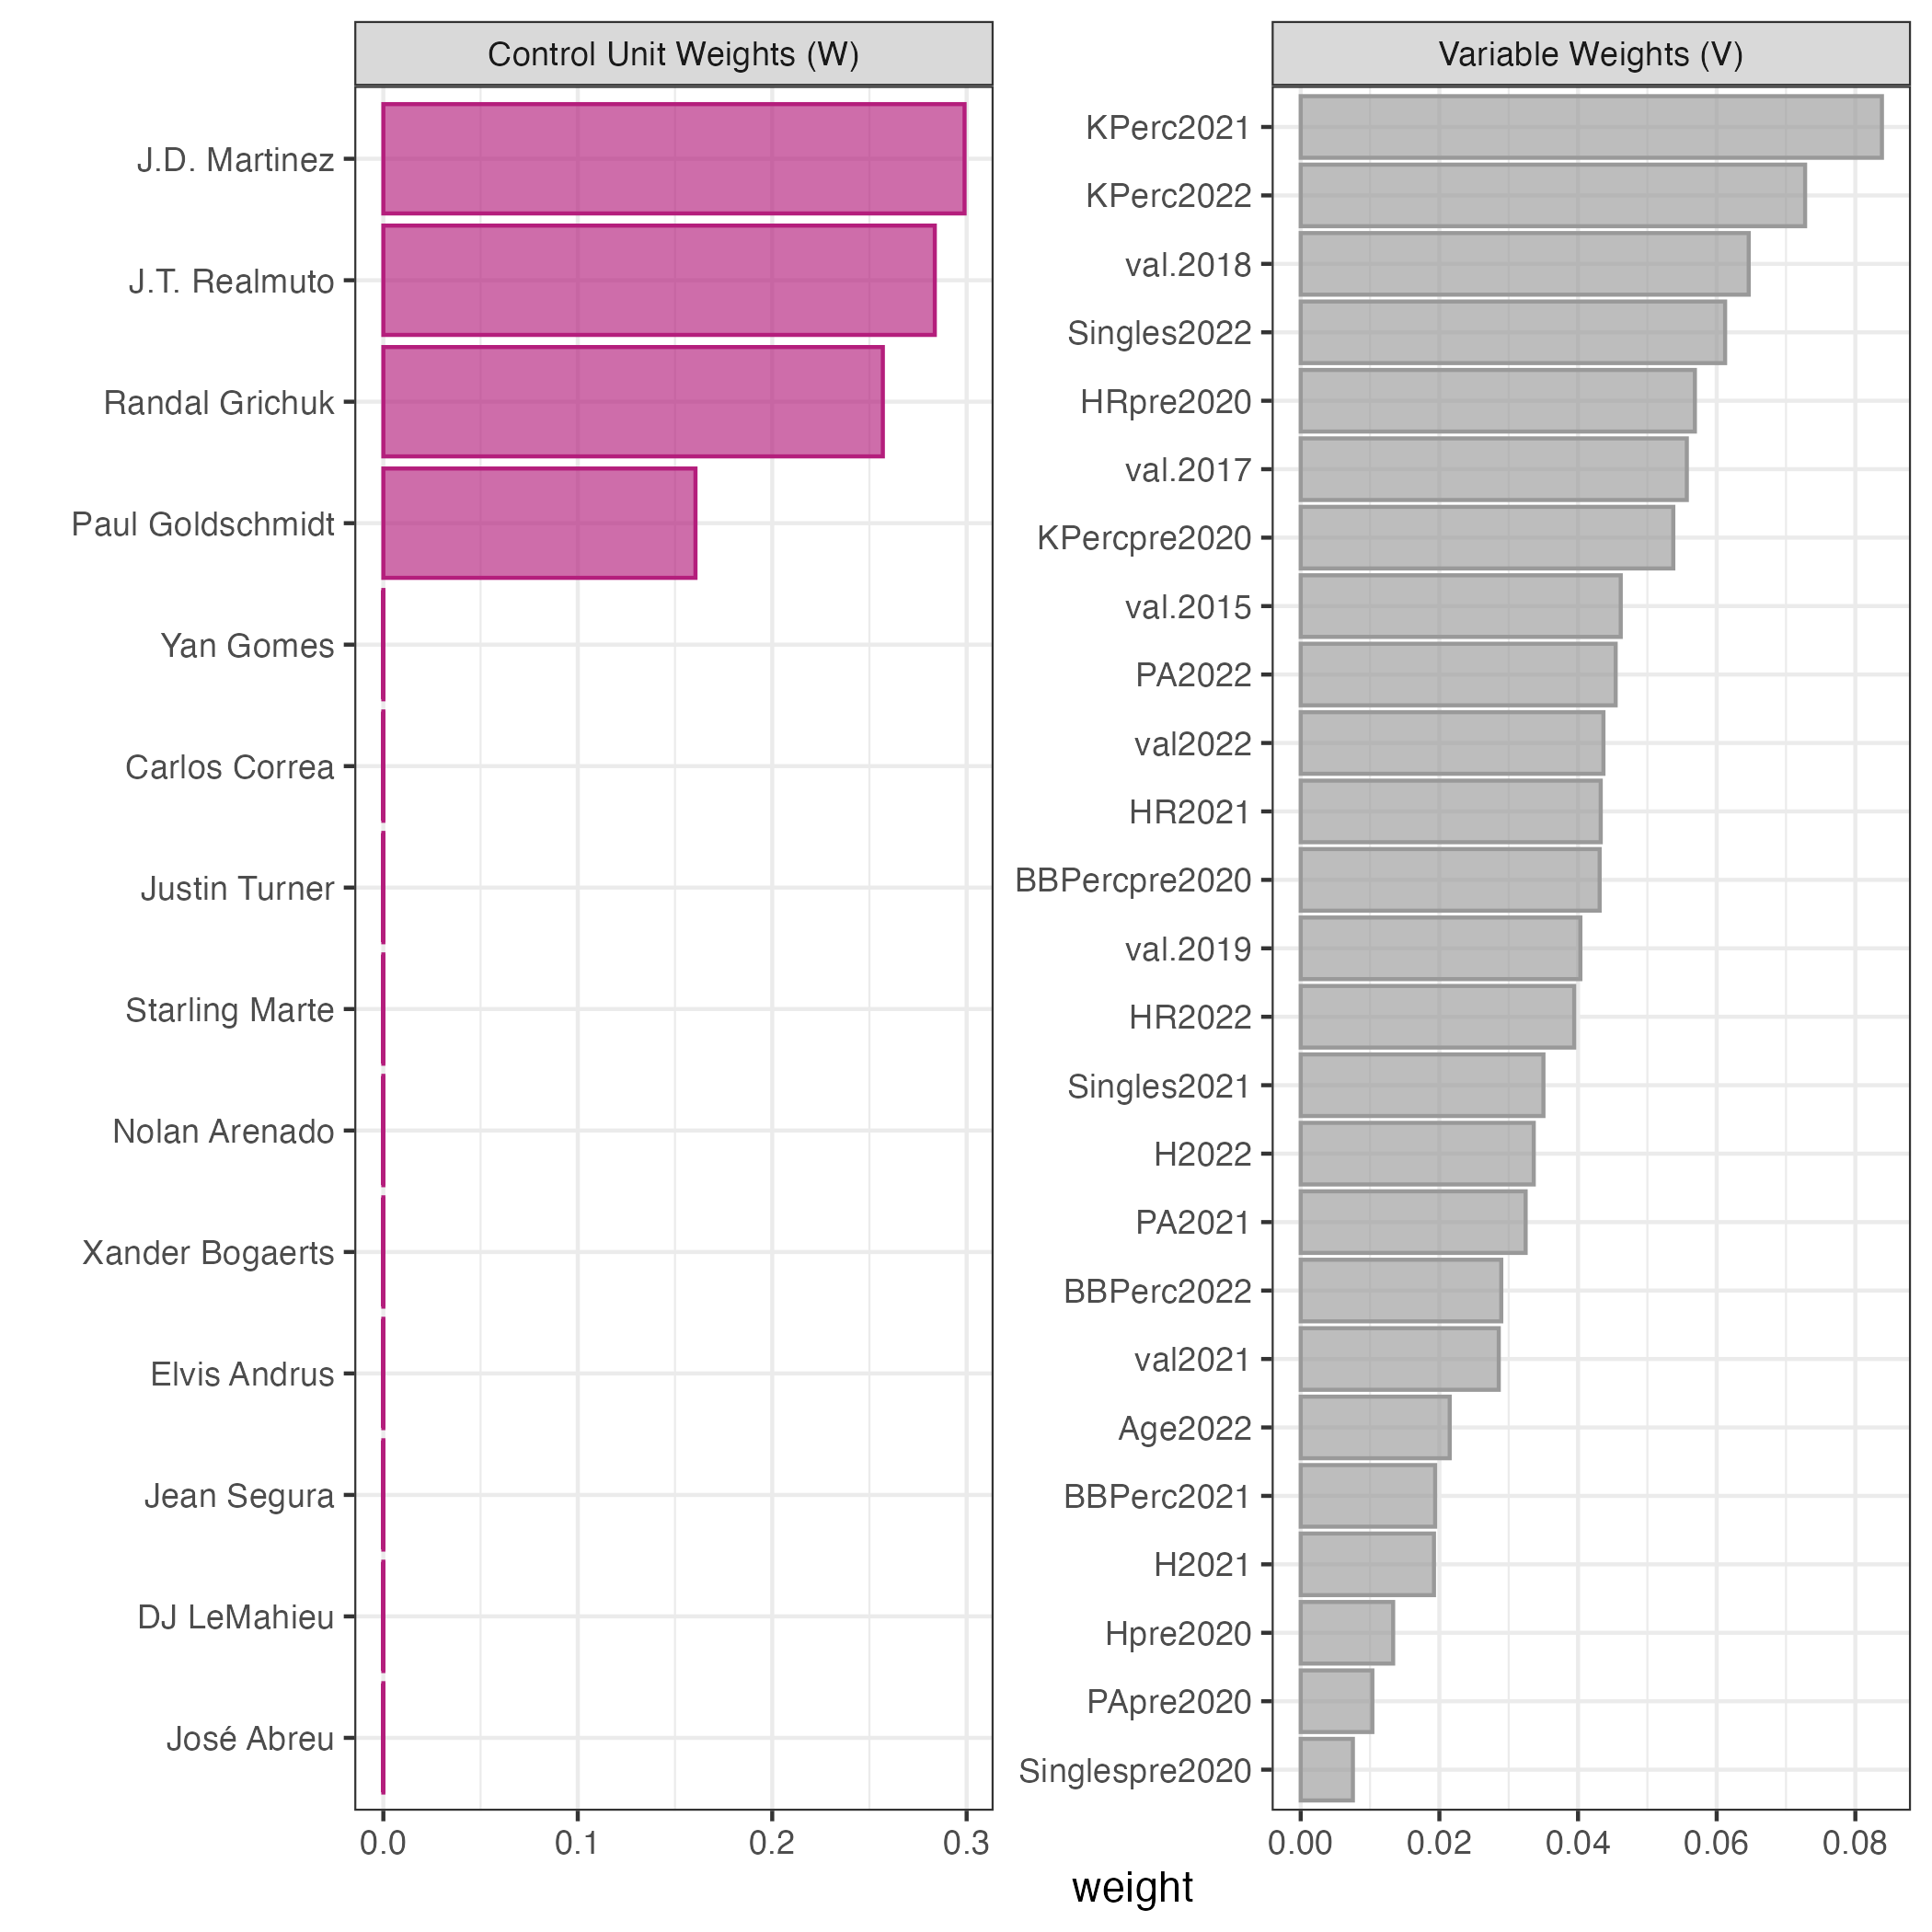 Control Unit Weights (W)
J.D. Martinez
J.T. Realmuto
Randal Grichuk
Paul Goldschmidt
Yan Gomes
Carlos Correa
Justin Turner
Starling Marte
Nolan Arenado
Xander Bogaerts
Elvis Andrus
Jean Segura
DJ LeMahieu
José Abreu
0.0 0.1 0.2 0.3
Variable Weights (V)
KPerc2021
KPerc2022
val.2018
Singles2022
HRpre2020
val.2017
KPercpre2020
val.2015
PA2022
val2022
HR2021
BBPercpre2020
val.2019
HR2022
Singles2021
H2022
PA2021
BBPerc2022
val2021
Age2022
BBPerc2021
H2021
Hpre2020
PApre2020
Singlespre2020
0.00 0.02 0.04 0.06 0.08
weight